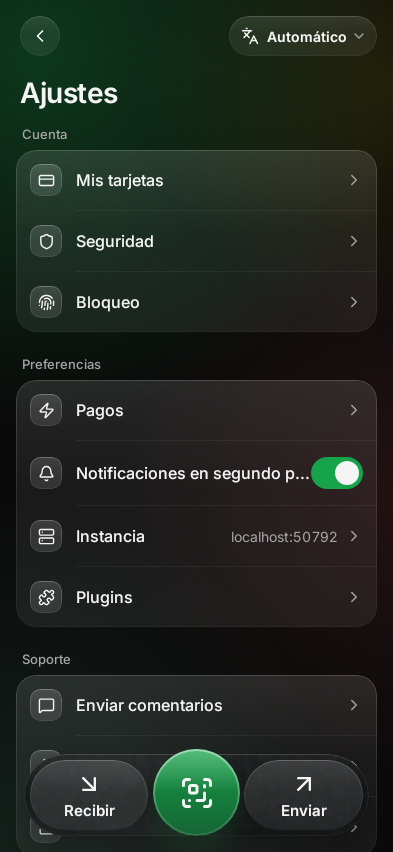 Automático
Ajustes
Cuenta
Mis tarjetas
Seguridad
Bloqueo
Preferencias
Pagos
Notificaciones en segundo p...
Instancia localhost:50792
Plugins
Soporte
Enviar comentarios
Recibir
Enviar